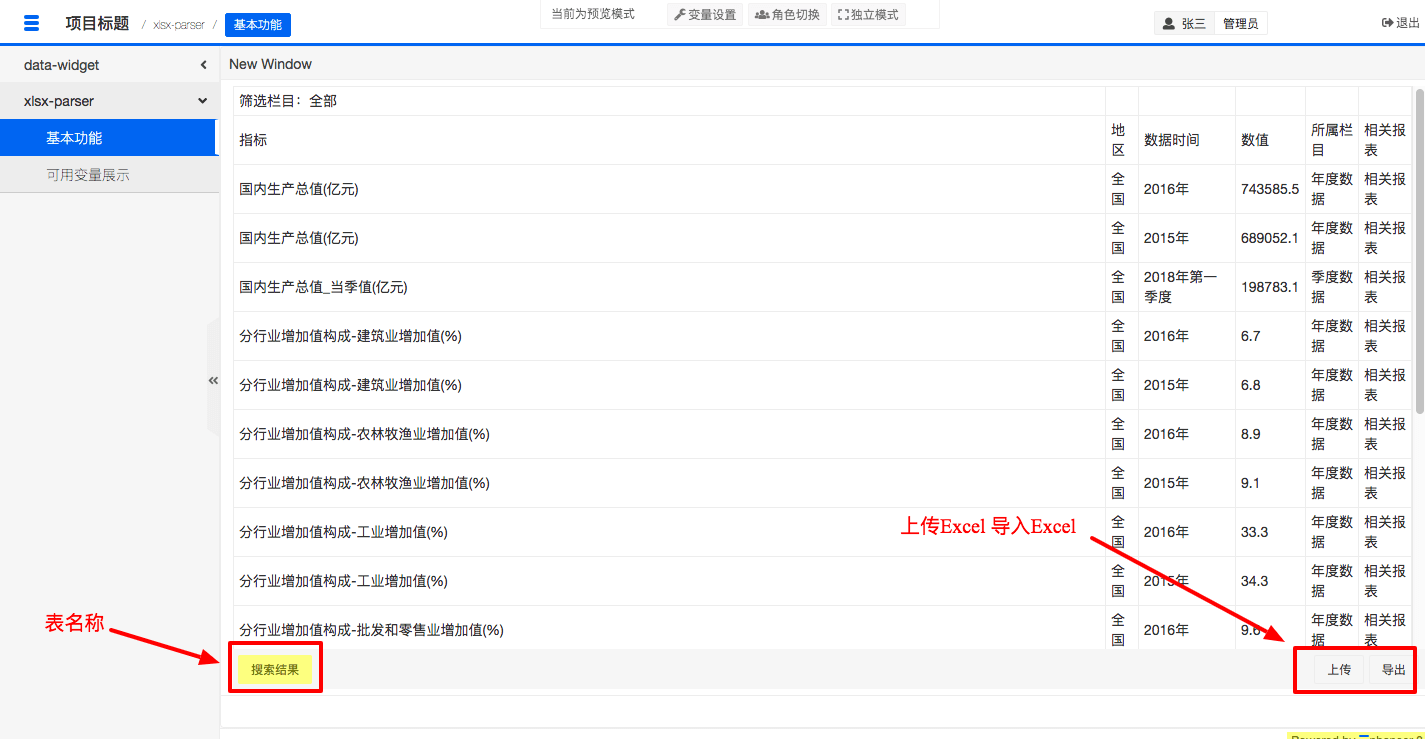 项目标题 / xlsx-parser / 基本功能
当前为预览模式 变量设置 角色切换 独立模式
张三 管理员 退出
data-widget
xlsx-parser
基本功能
可用变量展示
New Window
筛选栏目：全部
指标 地区 数据时间 数值 所属栏目 相关报表
国内生产总值(亿元) 全国 2016年 743585.5 年度数据 相关报表
国内生产总值(亿元) 全国 2015年 689052.1 年度数据 相关报表
国内生产总值_当季值(亿元) 全国 2018年第一季度 198783.1 季度数据 相关报表
分行业增加值构成-建筑业增加值(%) 全国 2016年 6.7 年度数据 相关报表
分行业增加值构成-建筑业增加值(%) 全国 2015年 6.8 年度数据 相关报表
分行业增加值构成-农林牧渔业增加值(%) 全国 2016年 8.9 年度数据 相关报表
分行业增加值构成-农林牧渔业增加值(%) 全国 2015年 9.1 年度数据 相关报表
分行业增加值构成-工业增加值(%) 全国 2016年 33.3 年度数据 相关报表
分行业增加值构成-工业增加值(%) 全国 2015年 34.3 年度数据 相关报表
分行业增加值构成-批发和零售业增加值(%) 全国 2016年 9.6 年度数据 相关报表
上传Excel 导入Excel
表名称
搜索结果
上传 导出
Powered by